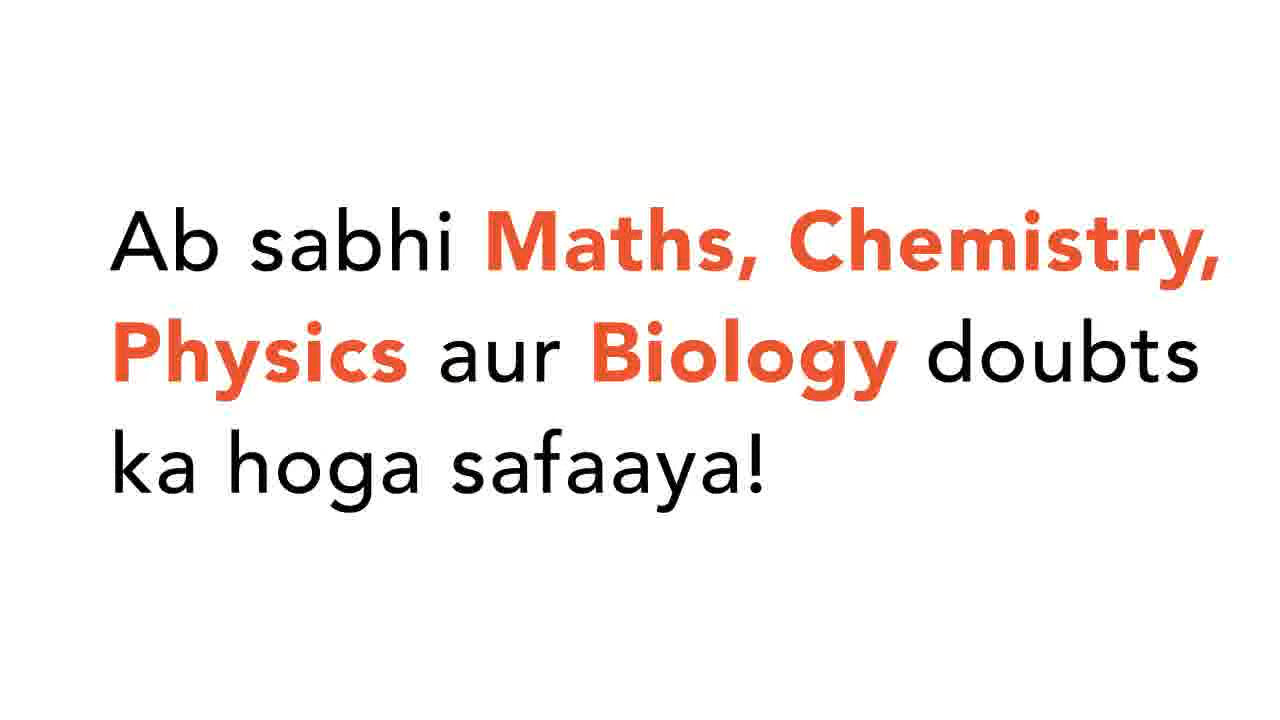 Ab sabhi Maths, Chemistry,
Physics aur Biology doubts
ka hoga safaaya!